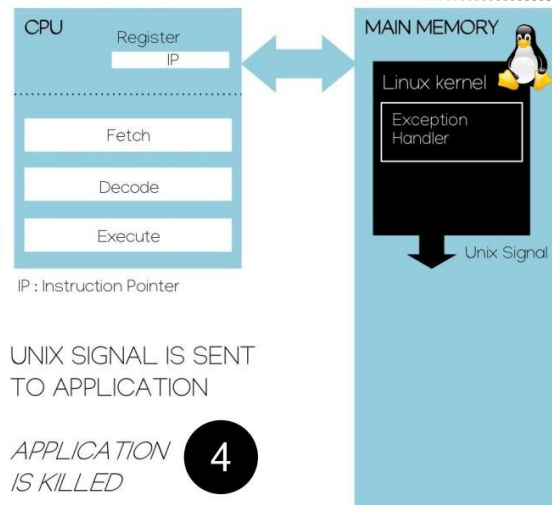 CPU
Register
IP
Fetch
Decode
Execute
IP : Instruction Pointer
MAIN MEMORY
Linux kernel
Exception
Handler
Unix Signal
UNIX SIGNAL IS SENT
TO APPLICATION
APPLICATION
IS KILLED
4